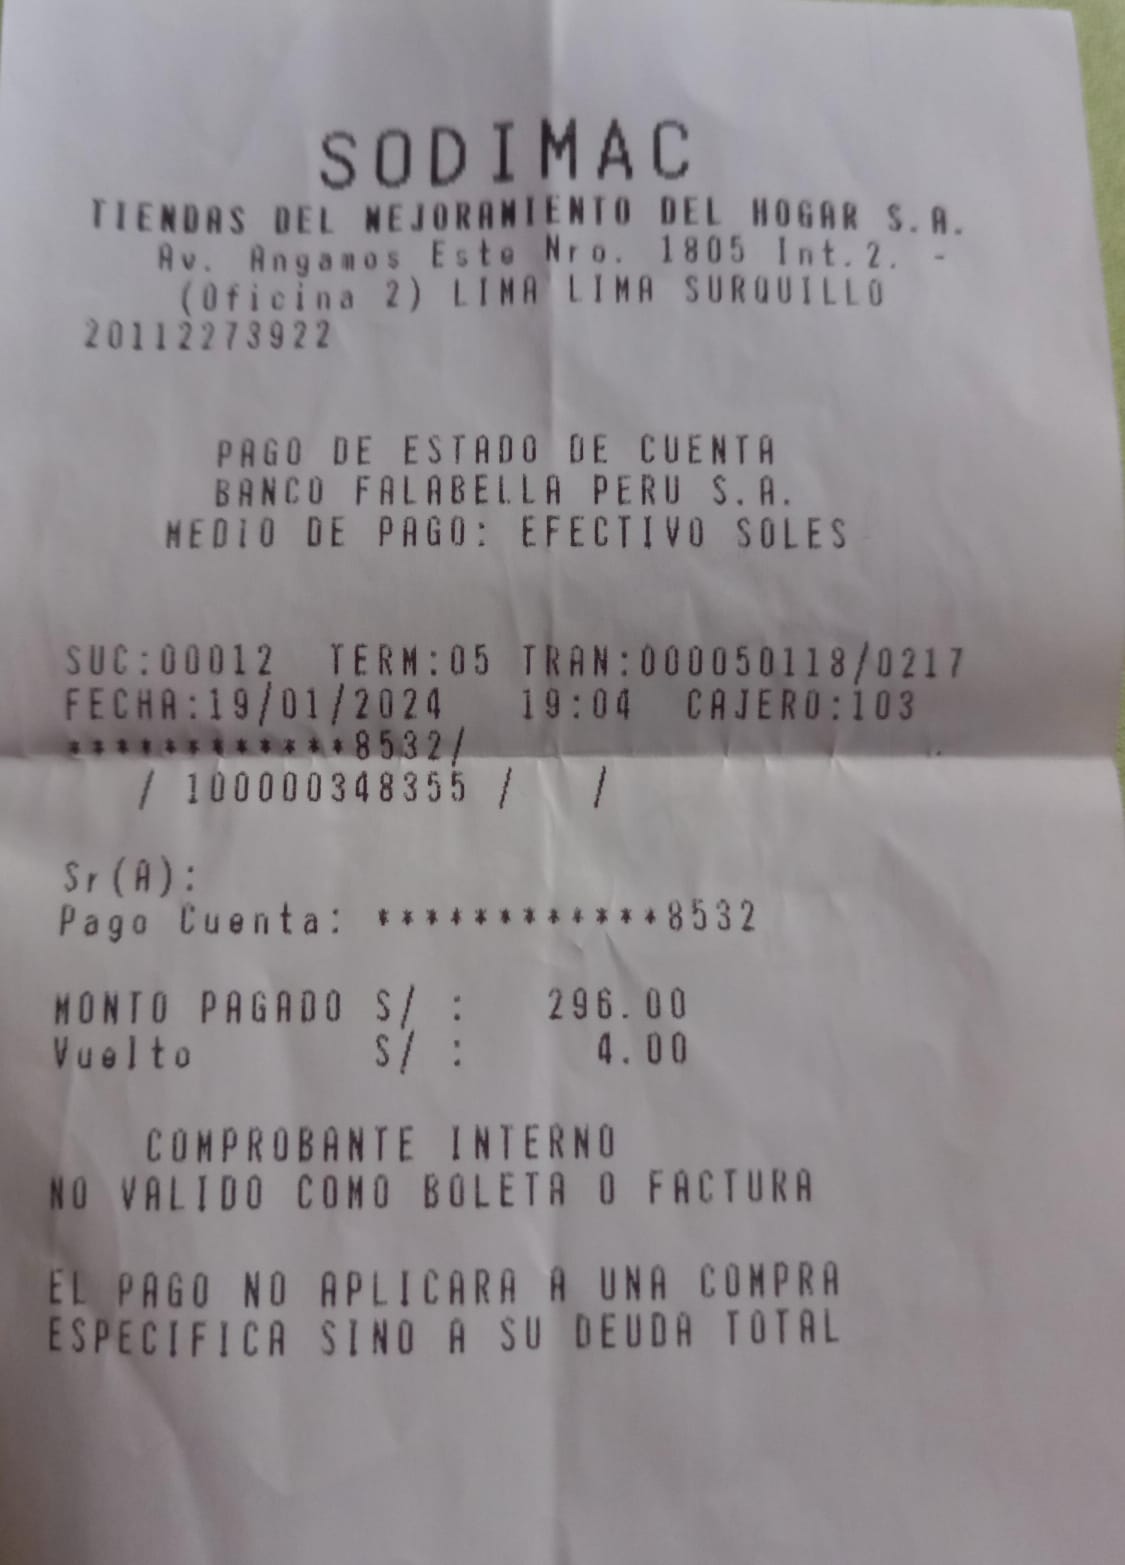 SODIMAC
TIENDAS DEL MEJORAMIENTO DEL HOGAR S.A.
Av. Angamos Este Nro. 1805 Int.2. -
(Oficina 2) LIMA LIMA SURQUILLO
20112273922
PAGO DE ESTADO DE CUENTA
BANCO FALABELLA PERU S.A.
MEDIO DE PAGO: EFECTIVO SOLES
SUC:00012 TERM:05 TRAN:000050118/0217
FECHA:19/01/2024 19:04 CAJERO:103
************8532/
/ 100000348355 / /
Sr(A):
Pago Cuenta: ************8532
MONTO PAGADO S/ : 296.00
Vuelto S/ : 4.00
COMPROBANTE INTERNO
NO VALIDO COMO BOLETA O FACTURA
EL PAGO NO APLICARA A UNA COMPRA
ESPECIFICA SINO A SU DEUDA TOTAL